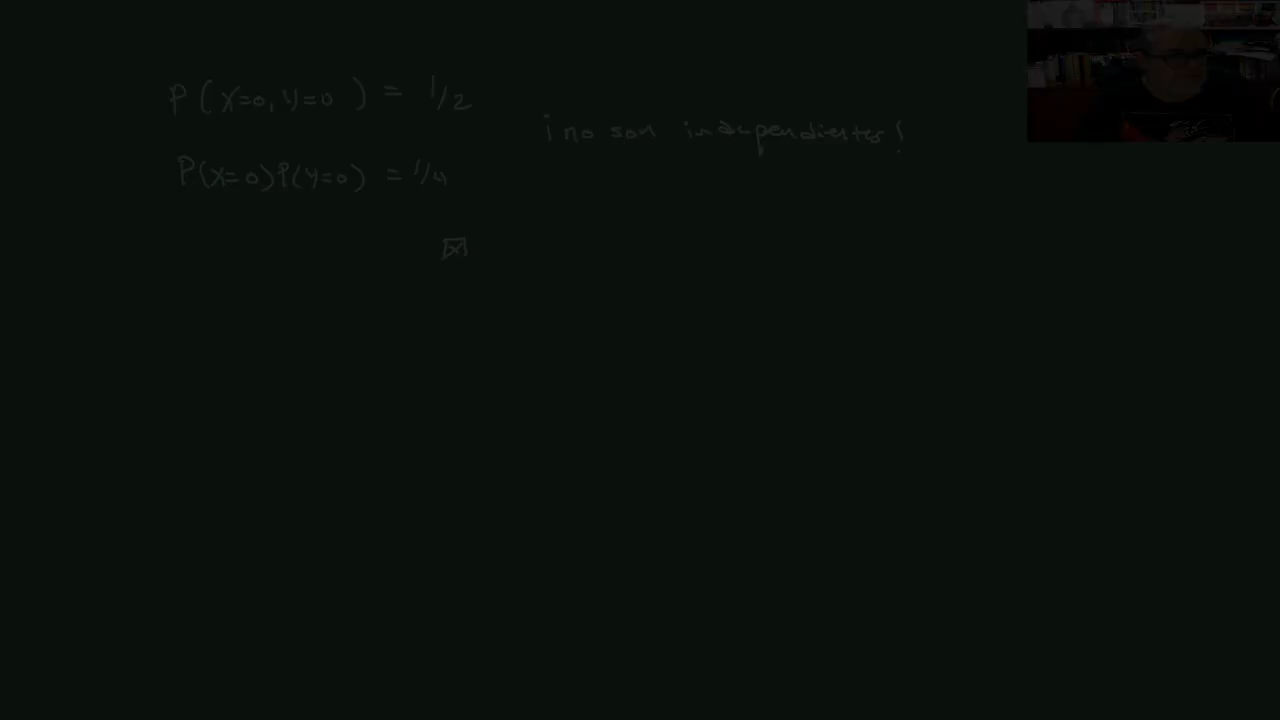 P(X=0, Y=0) = 1/2
¡no son independientes!
P(X=0)P(Y=0) = 1/4